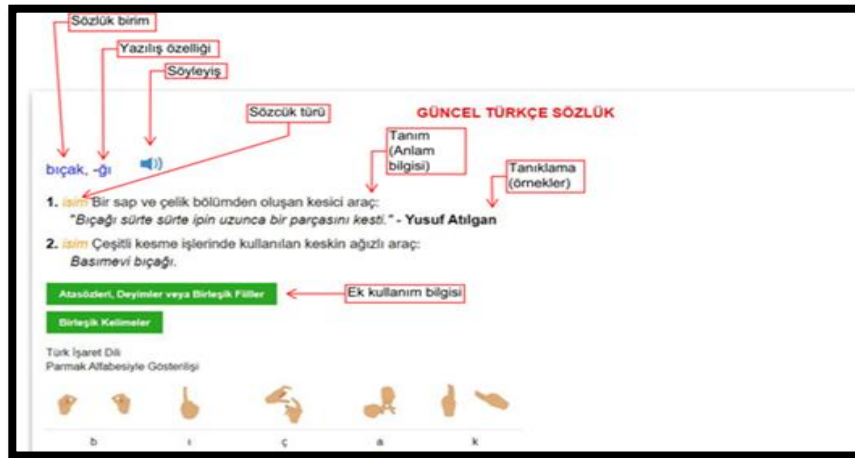 Sözlük birim
Yazılış özelliği
Söyleyiş
Sözcük türü
GÜNCEL TÜRKÇE SÖZLÜK
Tanım
(Anlam
bilgisi)
Tanıklama
(örnekler)
bıçak, -ğı
1. isim Bir sap ve çelik bölümden oluşan kesici araç:
"Bıçağı sürte sürte ipin uzunca bir parçasını kesti." - Yusuf Atılgan
2. isim Çeşitli kesme işlerinde kullanılan keskin ağızlı araç:
Basımevi bıçağı.
Atasözleri, Deyimler veya Birleşik Fiiller
Ek kullanım bilgisi
Birleşik Kelimeler
Türk İşaret Dili
Parmak Alfabesiyle Gösterilişi
b ı ç a k